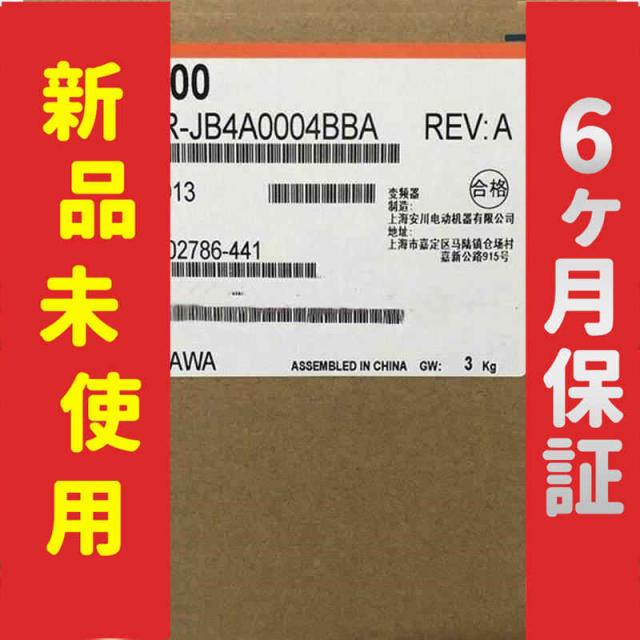 新品未使用
00
R-JB4A0004BBA REV: A
013
变频器
制造:
上海安川电动机器有限公司
地址:
上海市嘉定区马陆镇仓场村
嘉新公路915号
合格
02786-441
AWA
ASSEMBLED IN CHINA GW: 3 Kg
6ヶ月保証